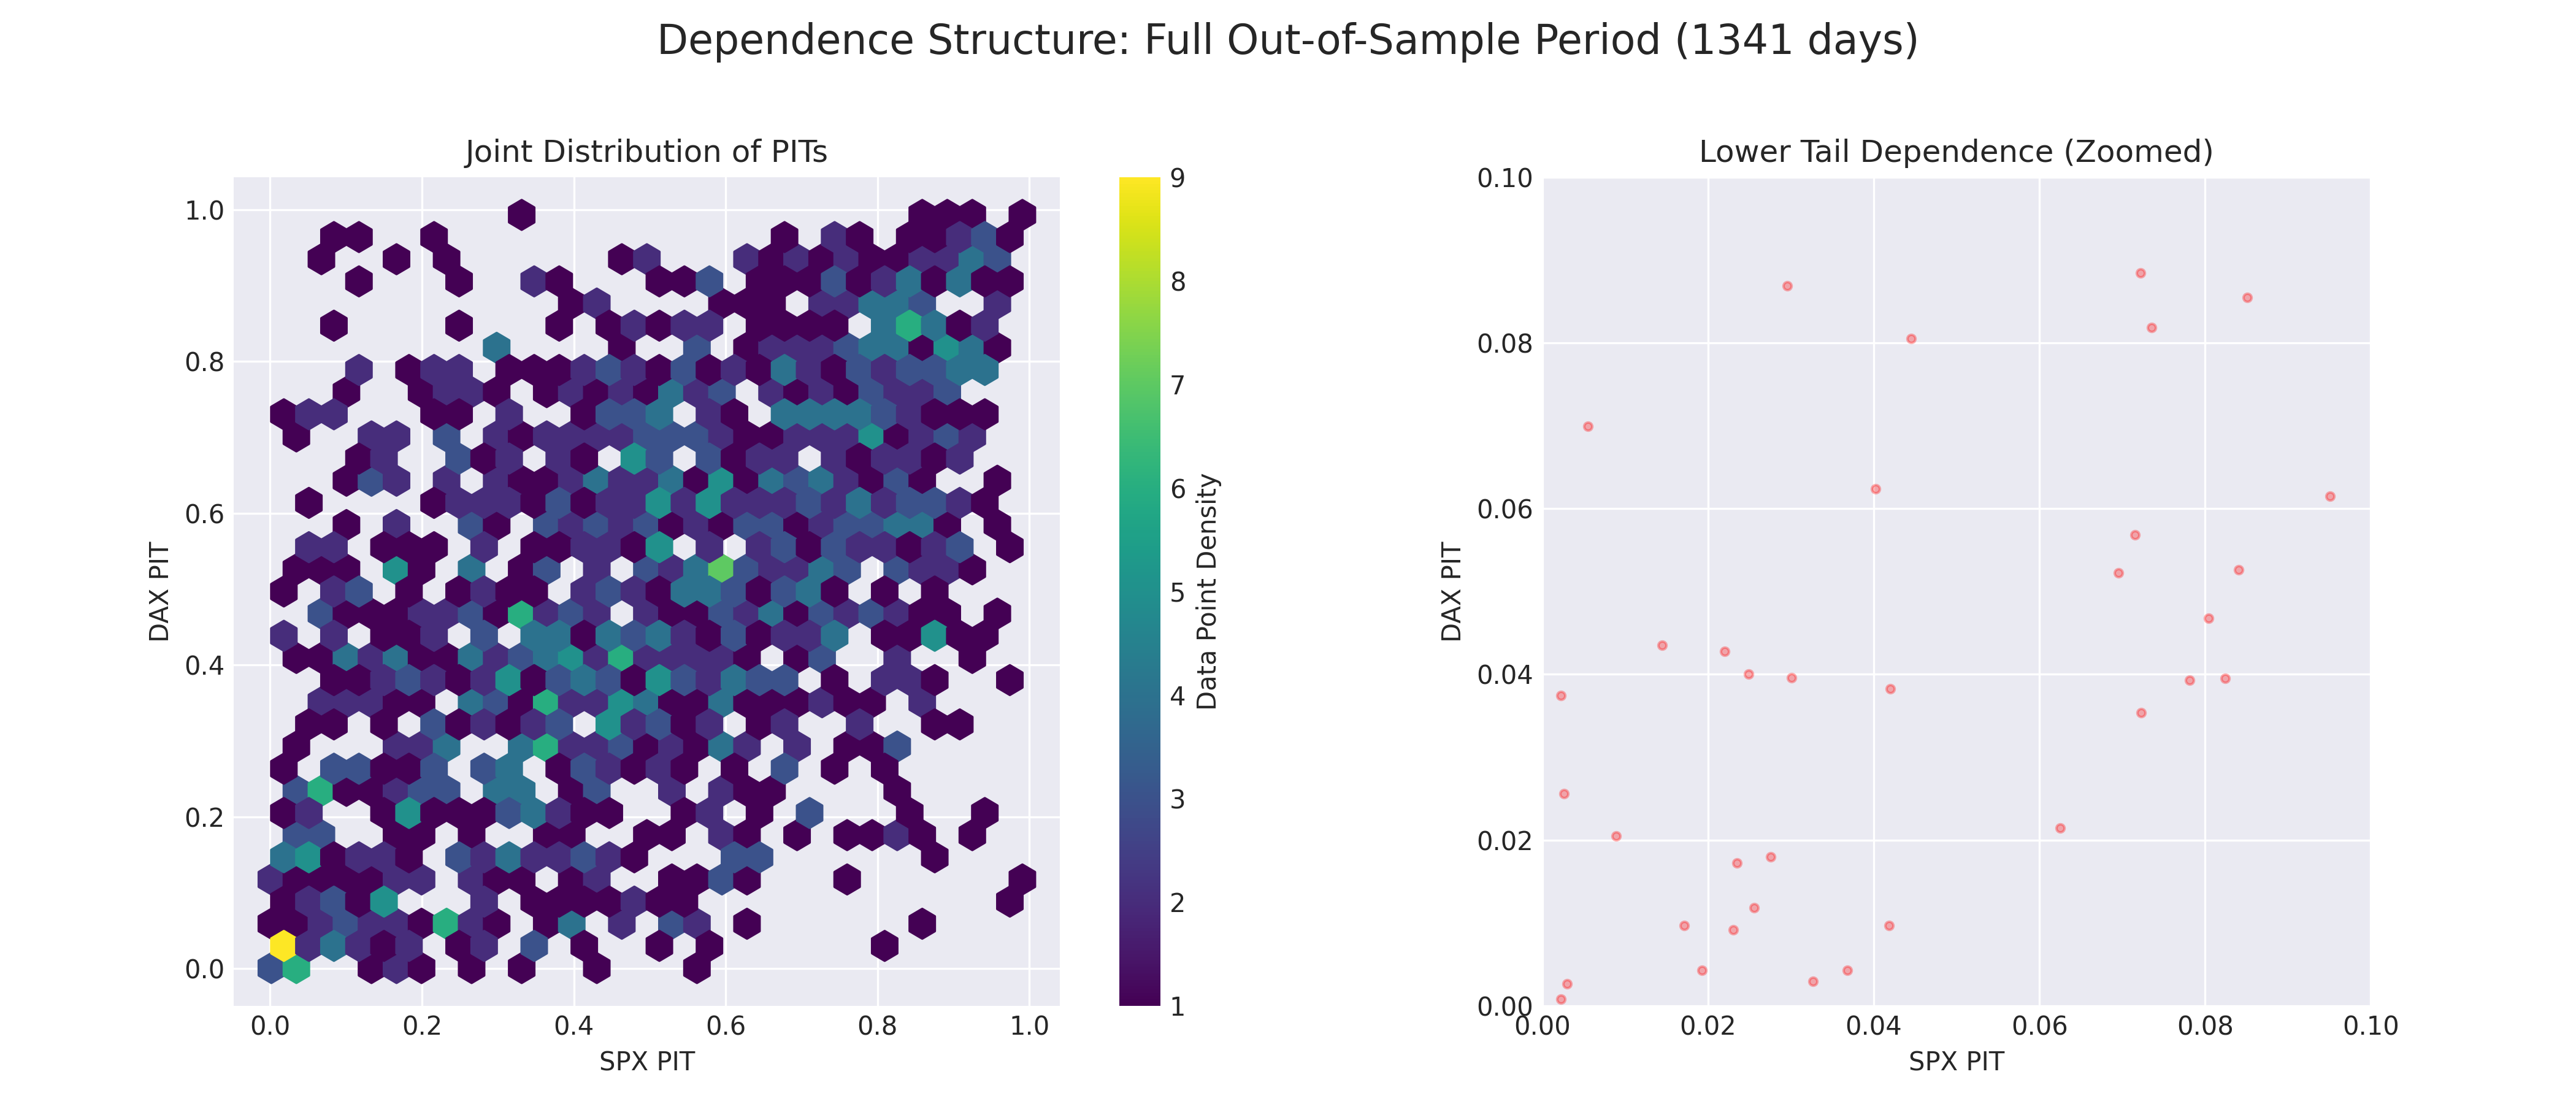 Dependence Structure: Full Out-of-Sample Period (1341 days)
Joint Distribution of PITs
1.0
0.8
0.6
0.4
0.2
0.0
DAX PIT
0.0 0.2 0.4 0.6 0.8 1.0
SPX PIT
9
8
7
6
5
4
3
2
1
Data Point Density
Lower Tail Dependence (Zoomed)
0.10
0.08
0.06
0.04
0.02
0.00
DAX PIT
0.00 0.02 0.04 0.06 0.08 0.10
SPX PIT